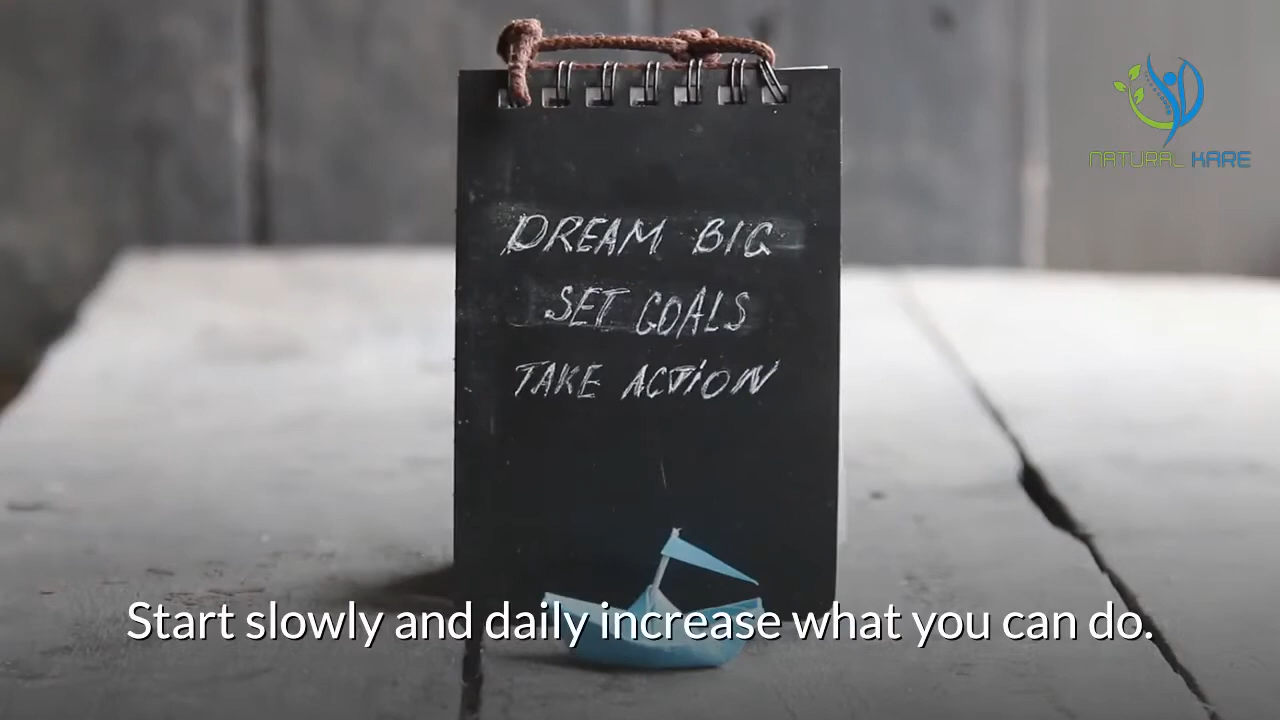 NATURAL KARE
DREAM BIG
SET GOALS
TAKE ACTION
Start slowly and daily increase what you can do.